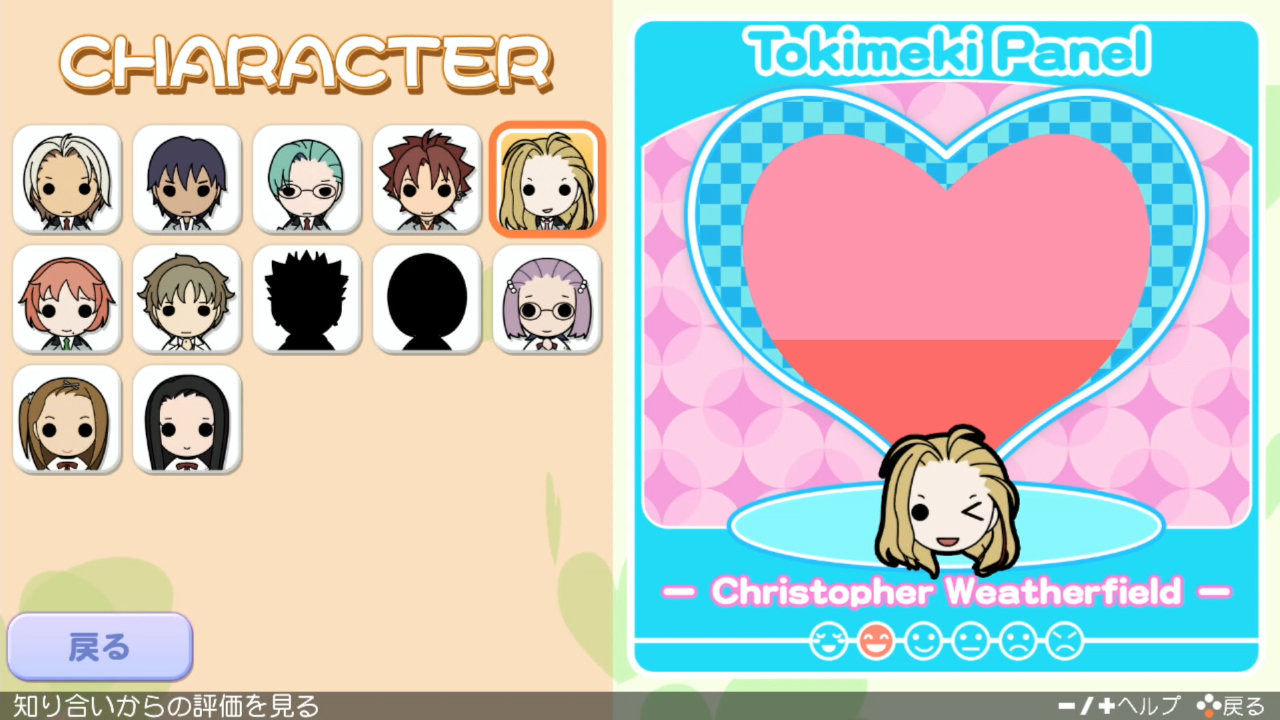 CHARACTER
Tokimeki Panel
— Christopher Weatherfield —
戻る
知り合いからの評価を見る
−/+ヘルプ 戻る